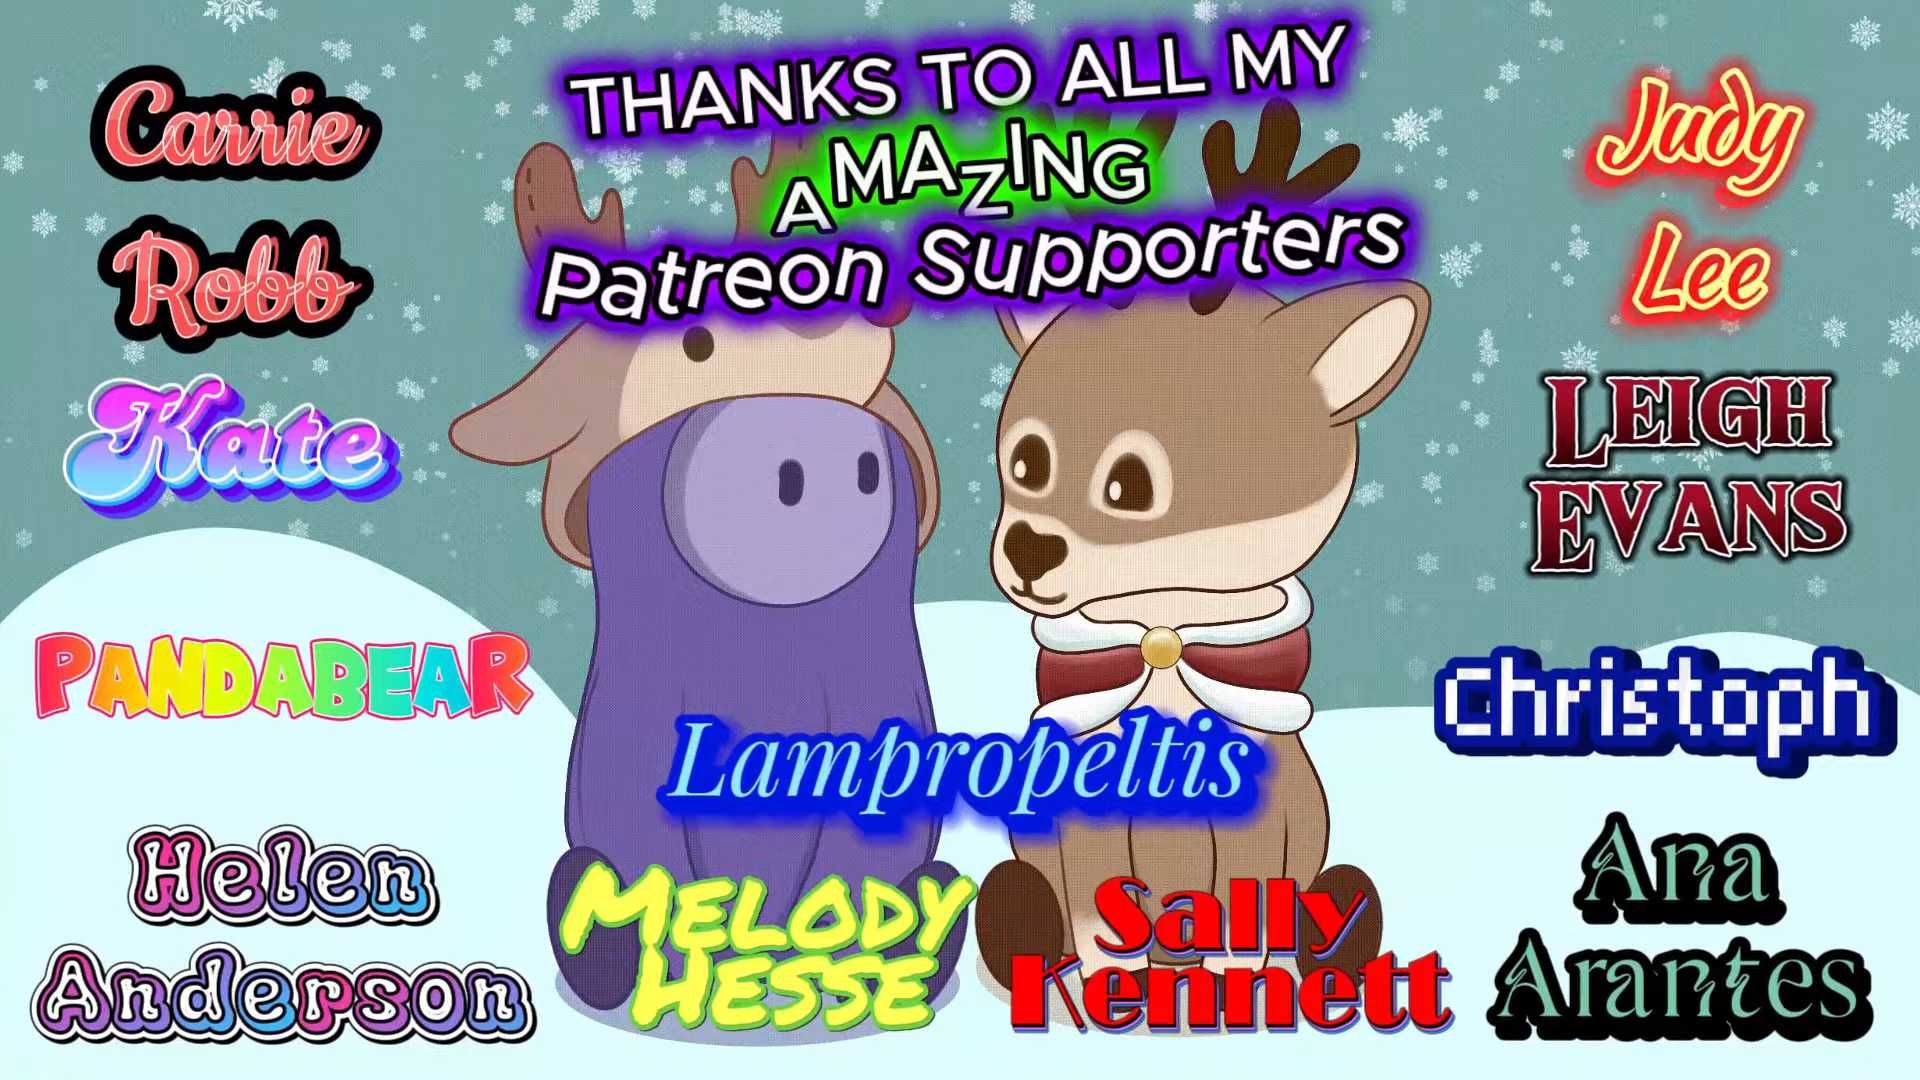 THANKS TO ALL MY
AMAZING
Patreon Supporters
Carrie
Robb
Kate
PANDABEAR
Helen
Anderson
Judy
Lee
LEIGH
EVANS
Christoph
Ana
Arantes
Lampropeltis
MELODY
HESSE
Sally
Kennett